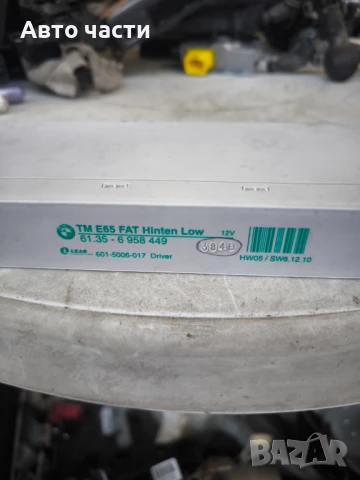 Авто части
TM E65 FAT Hinten Low 12V
61.35 - 6 958 449
LEAR 601-5006-017 Driver
HW05 / SW6.12.10
BAZAR